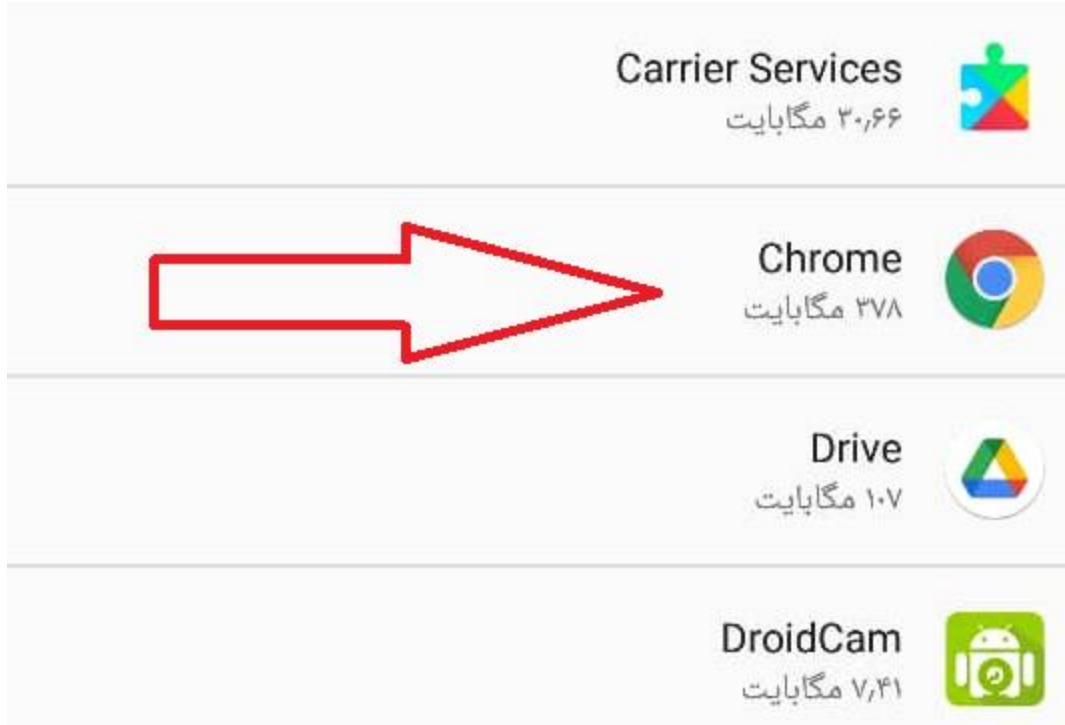 Carrier Services
۳۰٫۶۶ مگابایت
Chrome
۳۷۸ مگابایت
Drive
۱۰۷ مگابایت
DroidCam
۷٫۴۱ مگابایت